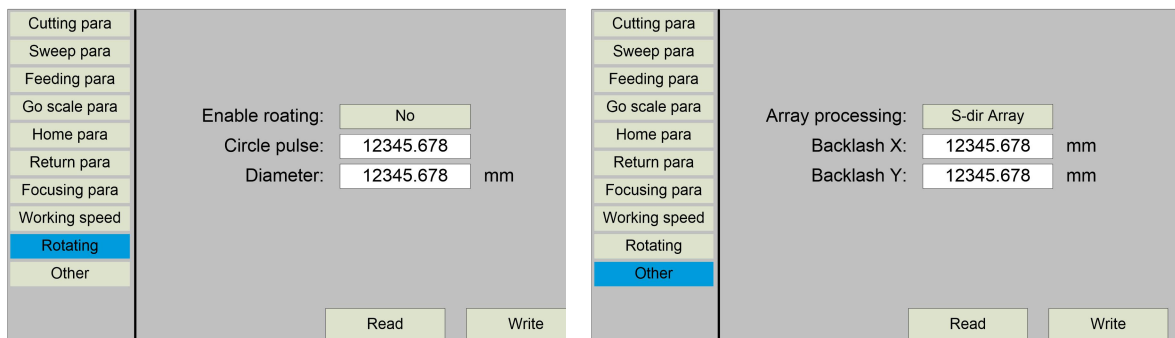 Cutting para
Sweep para
Feeding para
Go scale para
Home para
Return para
Focusing para
Working speed
Rotating
Other
Enable roating: No
Circle pulse: 12345.678
Diameter: 12345.678 mm
Read Write
Cutting para
Sweep para
Feeding para
Go scale para
Home para
Return para
Focusing para
Working speed
Rotating
Other
Array processing: S-dir Array
Backlash X: 12345.678 mm
Backlash Y: 12345.678 mm
Read Write